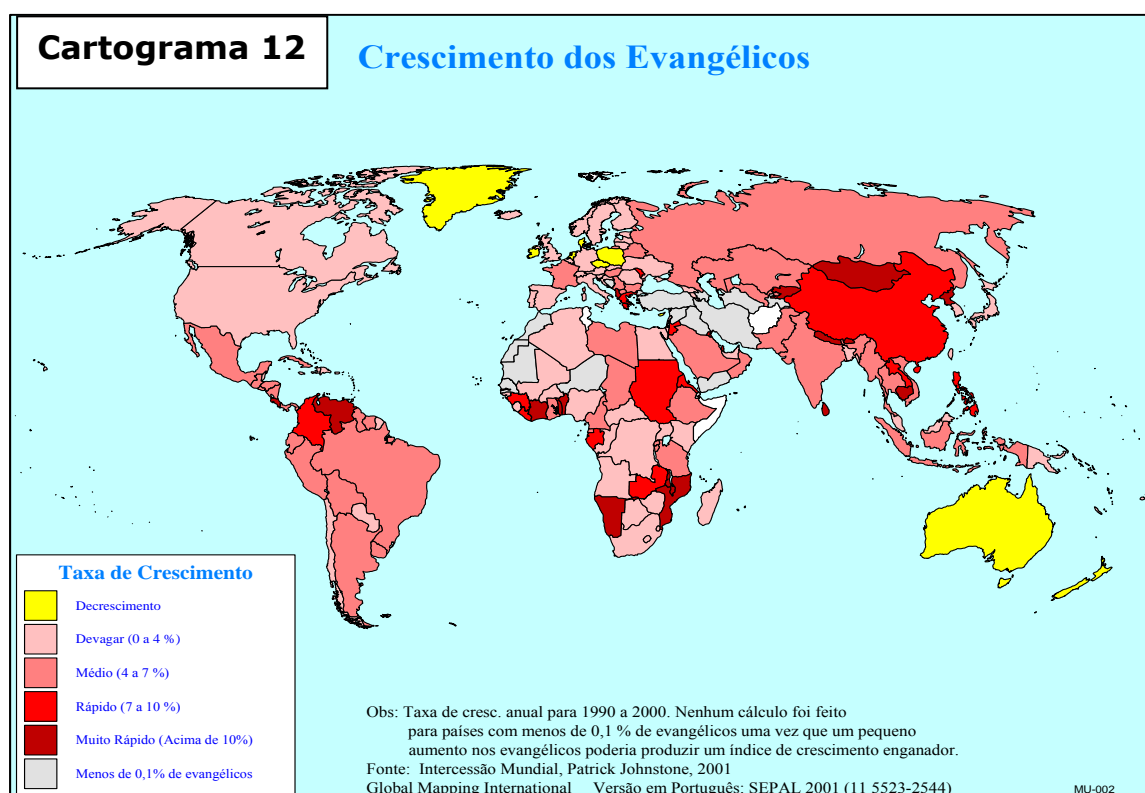 Cartograma 12
Crescimento dos Evangélicos
Taxa de Crescimento
Decrescimento
Devagar (0 a 4 %)
Médio (4 a 7 %)
Rápido (7 a 10 %)
Muito Rápido (Acima de 10%)
Menos de 0,1% de evangélicos
Obs: Taxa de cresc. anual para 1990 a 2000. Nenhum cálculo foi feito
para países com menos de 0,1 % de evangélicos uma vez que um pequeno
aumento nos evangélicos poderia produzir um índice de crescimento enganador.
Fonte: Intercessão Mundial, Patrick Johnstone, 2001
Global Mapping International Versão em Português: SEPAL 2001 (11 5523-2544)
MU-002